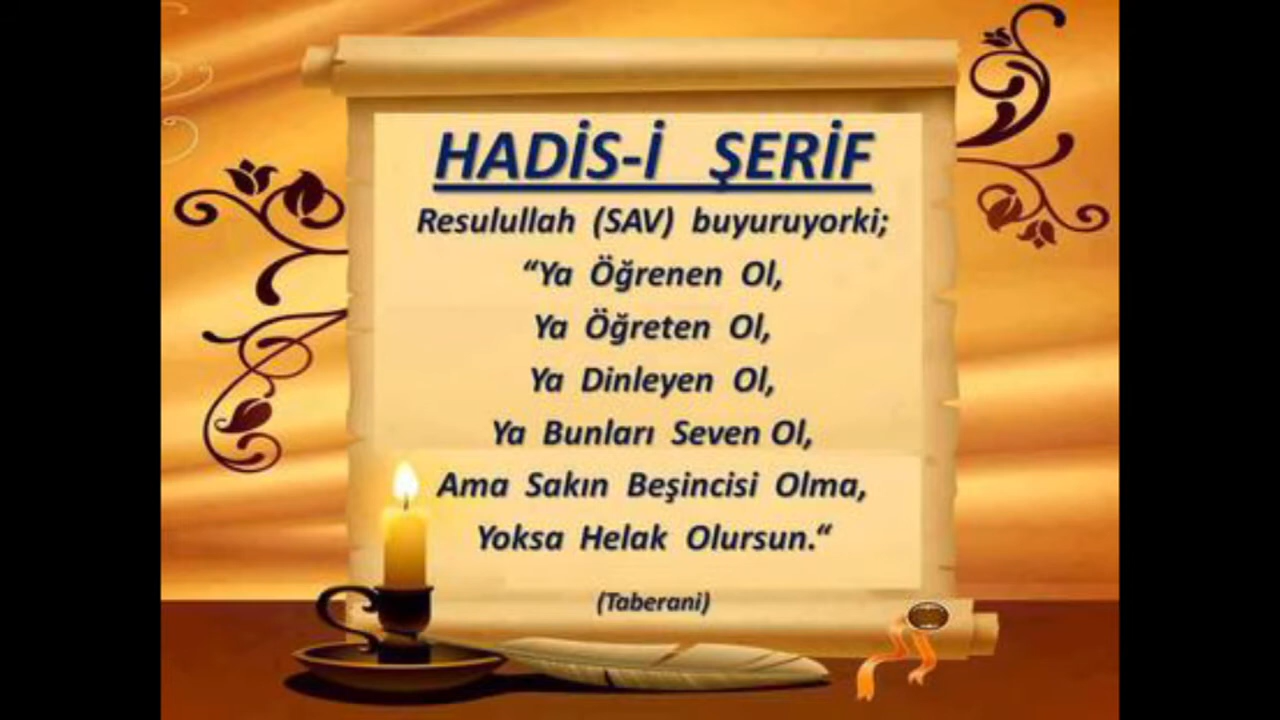 HADİS-İ ŞERİF
Resulullah (SAV) buyuruyorki;
“Ya Öğrenen Ol,
Ya Öğreten Ol,
Ya Dinleyen Ol,
Ya Bunları Seven Ol,
Ama Sakın Beşincisi Olma,
Yoksa Helak Olursun.“
(Taberani)